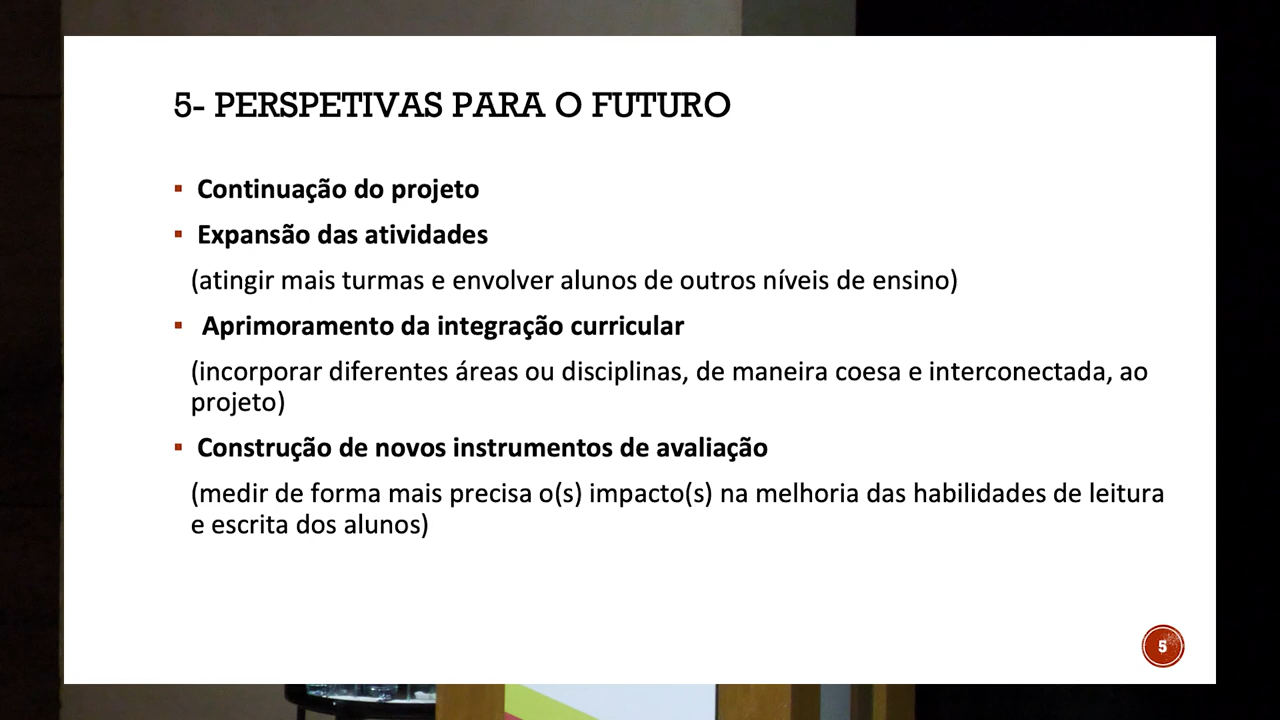 5- PERSPETIVAS PARA O FUTURO
▪ Continuação do projeto
▪ Expansão das atividades
(atingir mais turmas e envolver alunos de outros níveis de ensino)
▪ Aprimoramento da integração curricular
(incorporar diferentes áreas ou disciplinas, de maneira coesa e interconectada, ao
projeto)
▪ Construção de novos instrumentos de avaliação
(medir de forma mais precisa o(s) impacto(s) na melhoria das habilidades de leitura
e escrita dos alunos)
5